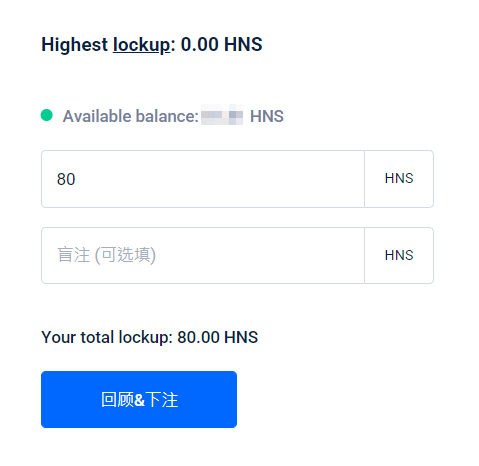 Highest lockup: 0.00 HNS
Available balance: HNS
80 HNS
盲注 (可选填) HNS
Your total lockup: 80.00 HNS
回顾&下注